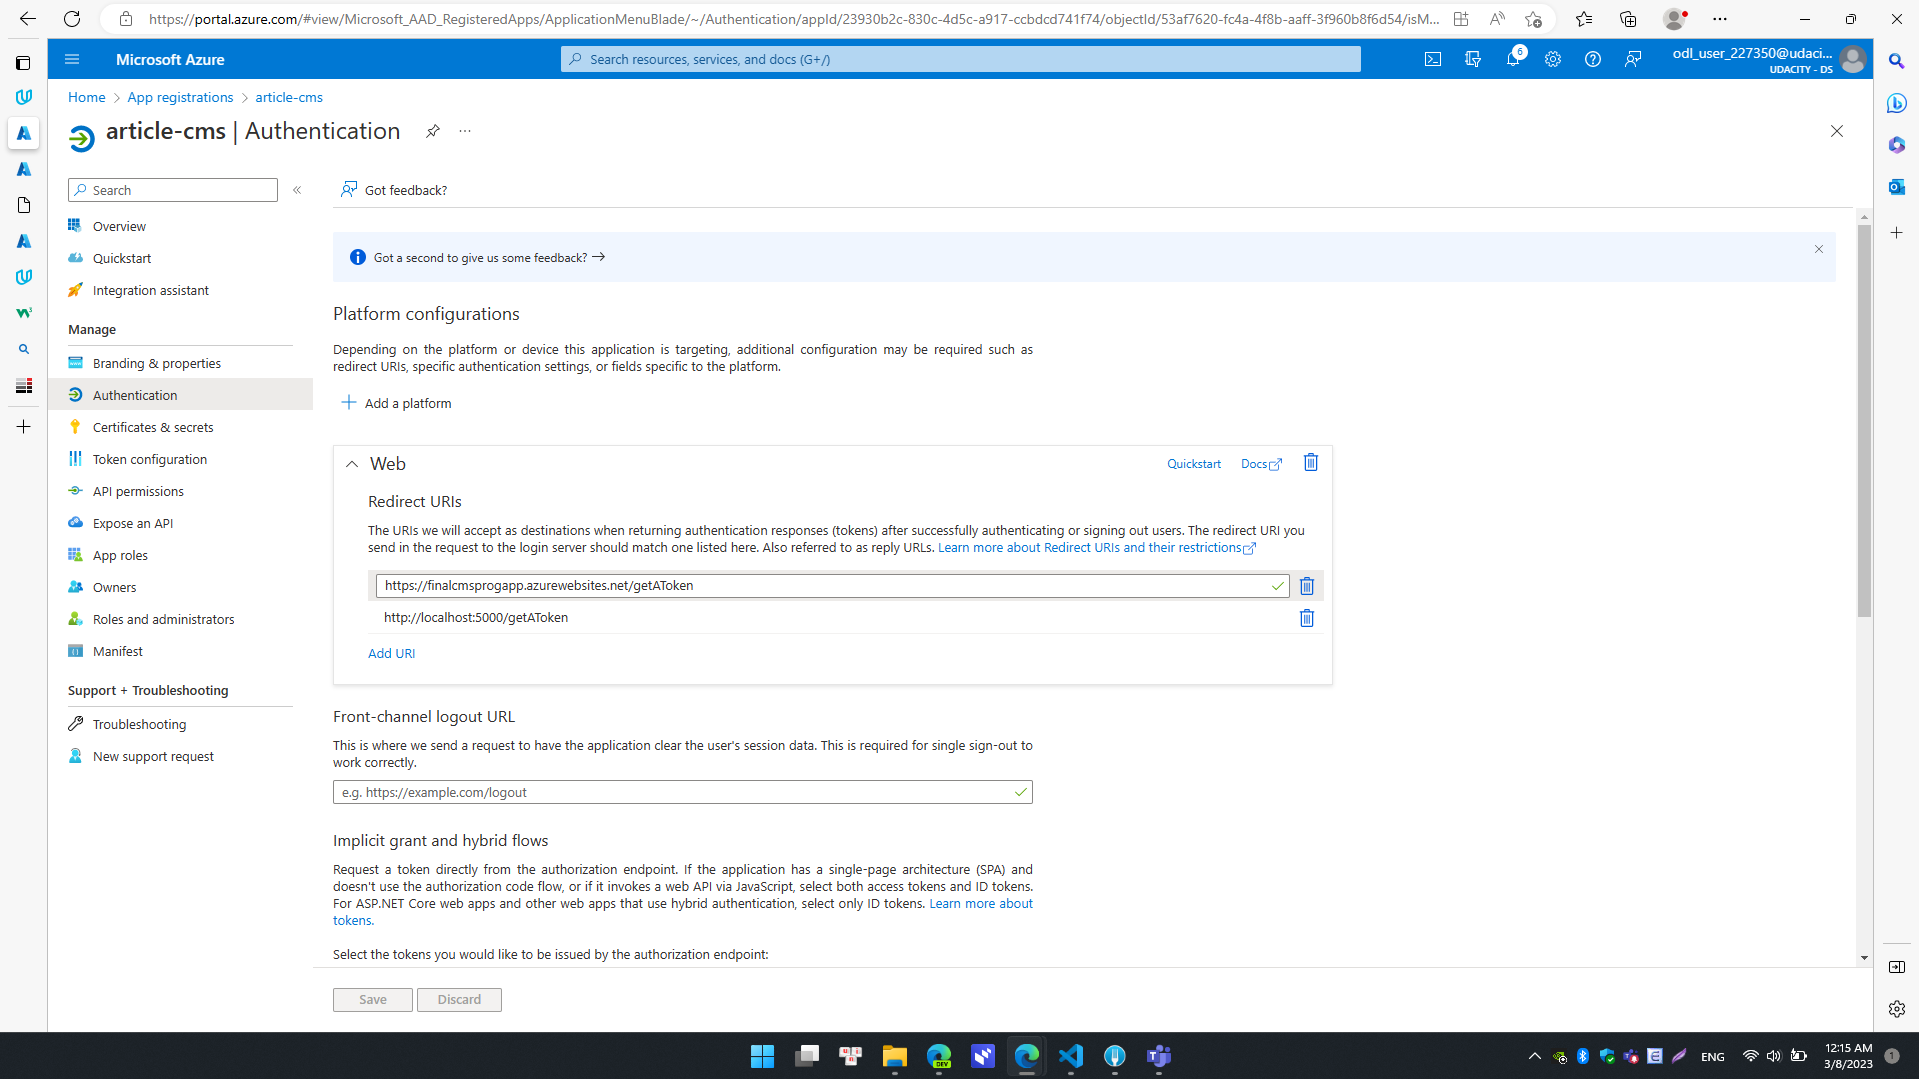 https://portal.azure.com/#view/Microsoft_AAD_RegisteredApps/ApplicationMenuBlade/~/Authentication/appId/23930b2c-830c-4d5c-a917-ccbdcd741f74/objectId/53af7620-fc4a-4f8b-aaff-3f960b8f6d54/isM...
Microsoft Azure
Search resources, services, and docs (G+/)
6
odl_user_227350@udaci...
UDACITY - DS
Home > App registrations > article-cms
article-cms | Authentication
Search
Got feedback?
Overview
Quickstart
Integration assistant
Manage
Branding & properties
Authentication
Certificates & secrets
Token configuration
API permissions
Expose an API
App roles
Owners
Roles and administrators
Manifest
Support + Troubleshooting
Troubleshooting
New support request
Got a second to give us some feedback?
Platform configurations
Depending on the platform or device this application is targeting, additional configuration may be required such as
redirect URIs, specific authentication settings, or fields specific to the platform.
Add a platform
Web
Quickstart
Docs
Redirect URIs
The URIs we will accept as destinations when returning authentication responses (tokens) after successfully authenticating or signing out users. The redirect URI you
send in the request to the login server should match one listed here. Also referred to as reply URLs. Learn more about Redirect URIs and their restrictions
https://finalcmsprogapp.azurewebsites.net/getAToken
http://localhost:5000/getAToken
Add URI
Front-channel logout URL
This is where we send a request to have the application clear the user's session data. This is required for single sign-out to
work correctly.
e.g. https://example.com/logout
Implicit grant and hybrid flows
Request a token directly from the authorization endpoint. If the application has a single-page architecture (SPA) and
doesn't use the authorization code flow, or if it invokes a web API via JavaScript, select both access tokens and ID tokens.
For ASP.NET Core web apps and other web apps that use hybrid authentication, select only ID tokens. Learn more about
tokens.
Select the tokens you would like to be issued by the authorization endpoint:
Save
Discard
DEV
ENG
12:15 AM
3/8/2023
1